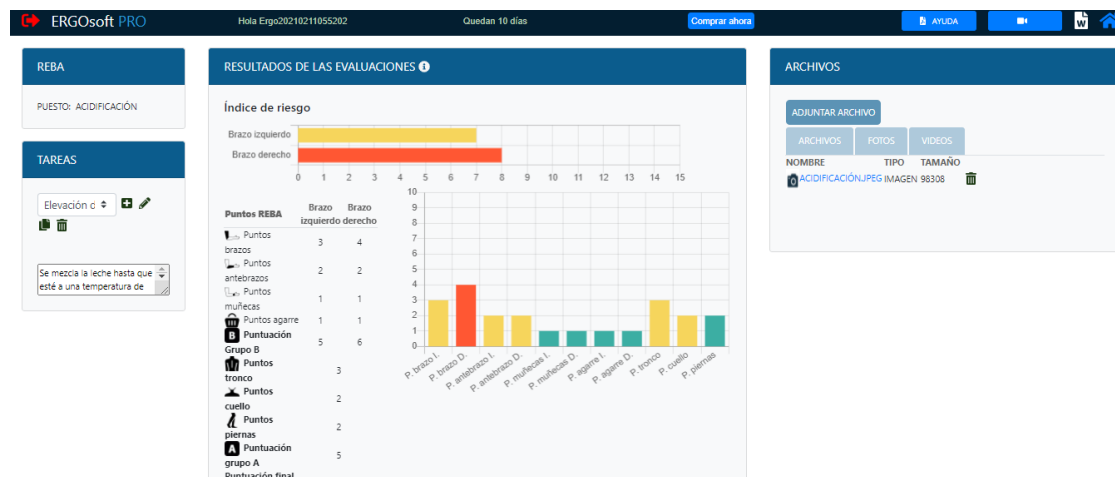 ERGOsoft PRO
Hola Ergo20210211055202
Quedan 10 días
Comprar ahora
AYUDA
REBA
PUESTO: ACIDIFICACIÓN
TAREAS
Elevación d
Se mezcla la leche hasta que
esté a una temperatura de
RESULTADOS DE LAS EVALUACIONES
Índice de riesgo
Brazo izquierdo
Brazo derecho
0 1 2 3 4 5 6 7 8 9 10 11 12 13 14 15
Puntos REBA
Brazo izquierdo
Brazo derecho
Puntos brazos 3 4
Puntos antebrazos 2 2
Puntos muñecas 1 1
Puntos agarre 1 1
B Puntuación Grupo B 5 6
Puntos tronco 3
Puntos cuello 2
Puntos piernas 2
A Puntuación grupo A 5
Puntuación final
10
9
8
7
6
5
4
3
2
1
0
P. brazo I.
P. brazo D.
P. antebrazo I.
P. antebrazo D.
P. muñecas I.
P. muñecas D.
P. agarre I.
P. agarre D.
P. tronco
P. cuello
P. piernas
ARCHIVOS
ADJUNTAR ARCHIVO
ARCHIVOS FOTOS VIDEOS
NOMBRE TIPO TAMAÑO
ACIDIFICACIÓN.JPEG IMAGEN 98308